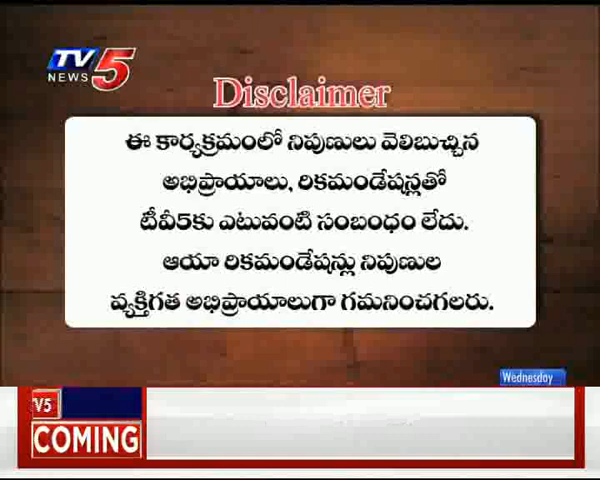 TV5
NEWS
Disclaimer
ఈ కార్యక్రమంలో నిపుణులు వెలిబుచ్చిన
అభిప్రాయాలు, రికమండేషన్లతో
టీవీ5కు ఎటువంటి సంబంధం లేదు.
ఆయా రికమండేషన్లు నిపుణుల
వ్యక్తిగత అభిప్రాయాలుగా గమనించగలరు.
Wednesday
V5
COMING